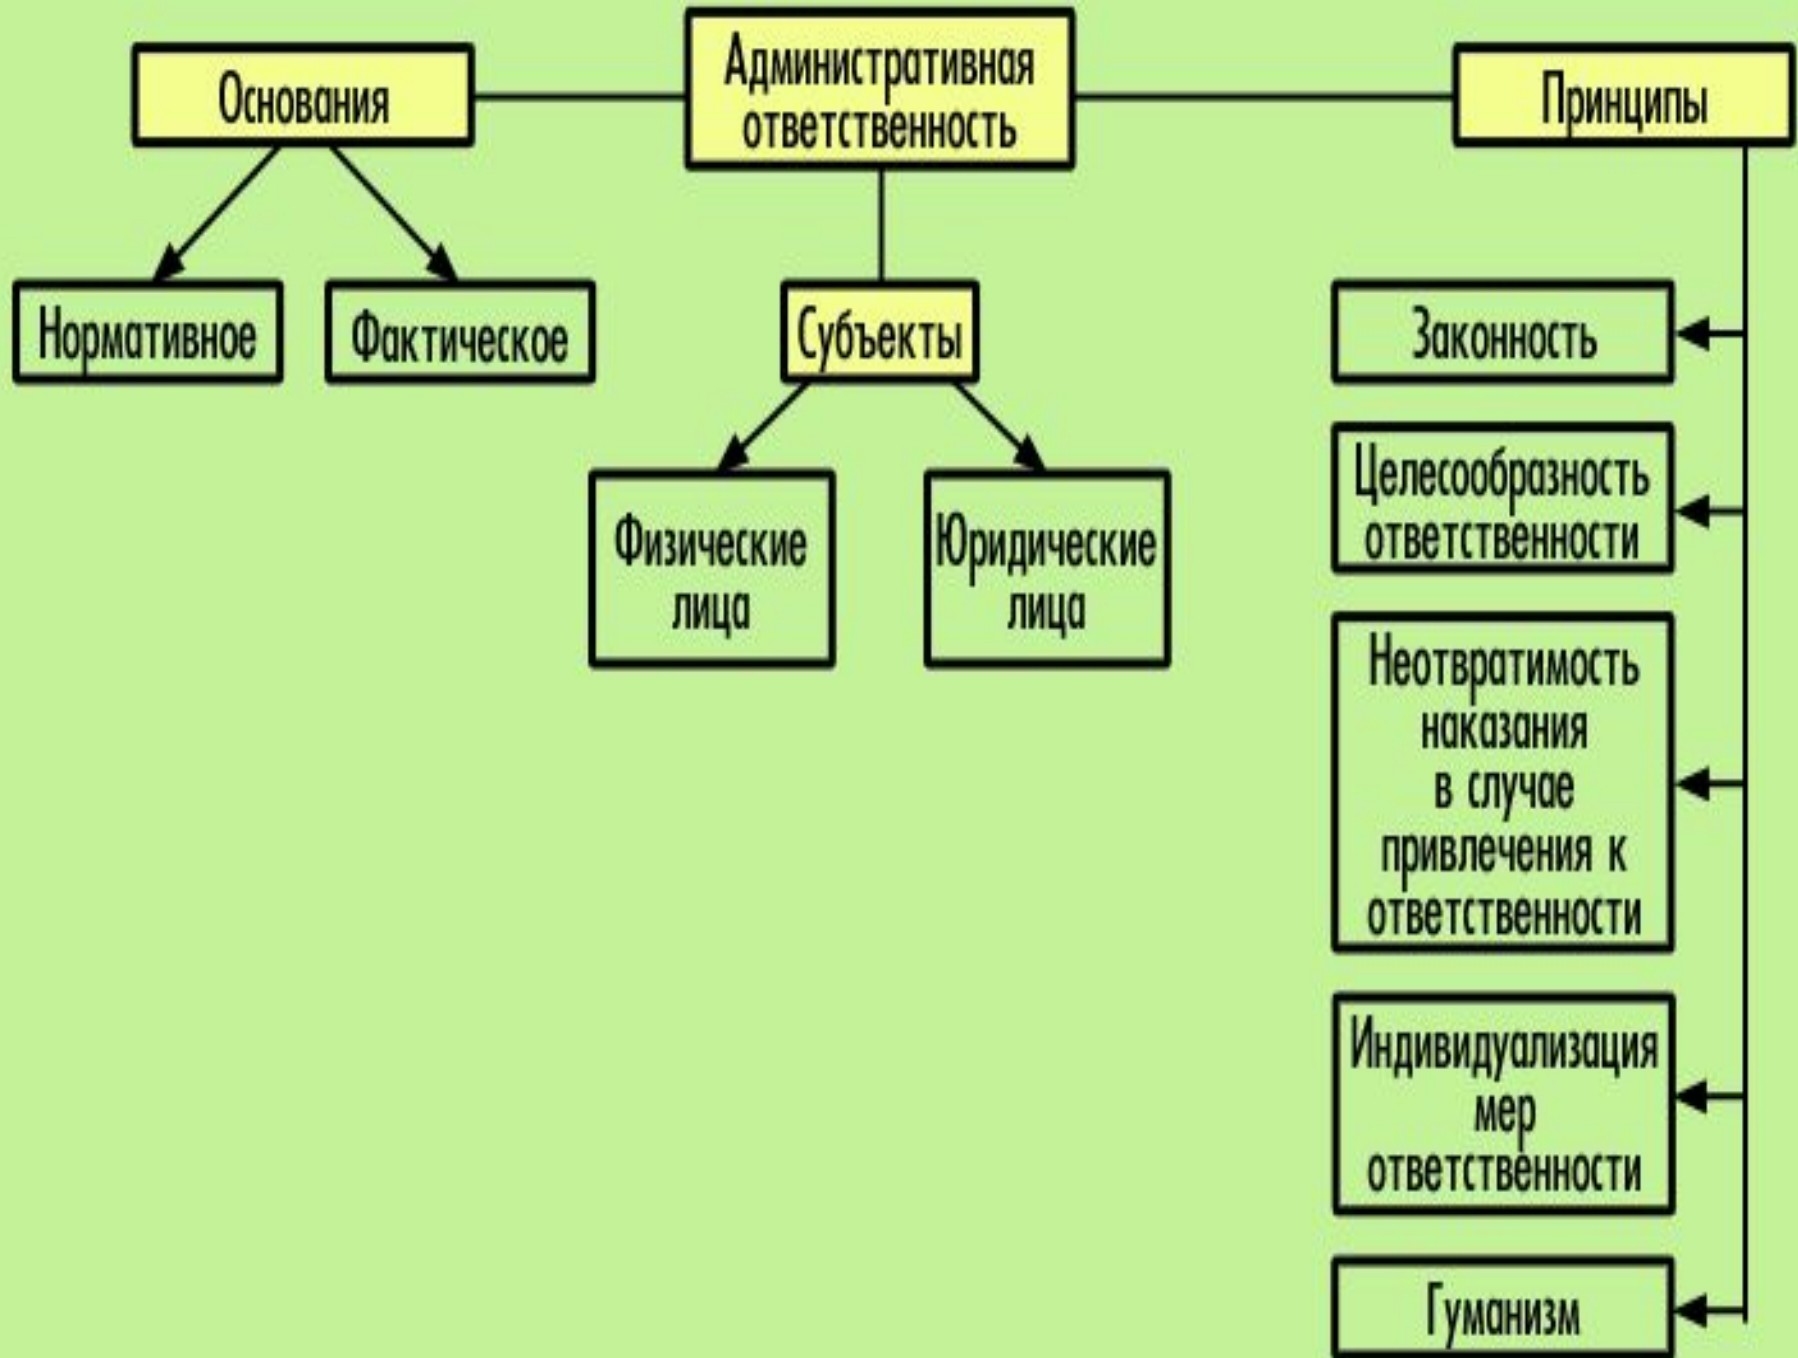 Административная
ответственность
Основания
Принципы
Нормативное
Фактическое
Субъекты
Физические
лица
Юридические
лица
Законность
Целесообразность
ответственности
Неотвратимость
наказания
в случае
привлечения к
ответственности
Индивидуализация
мер
ответственности
Гуманизм